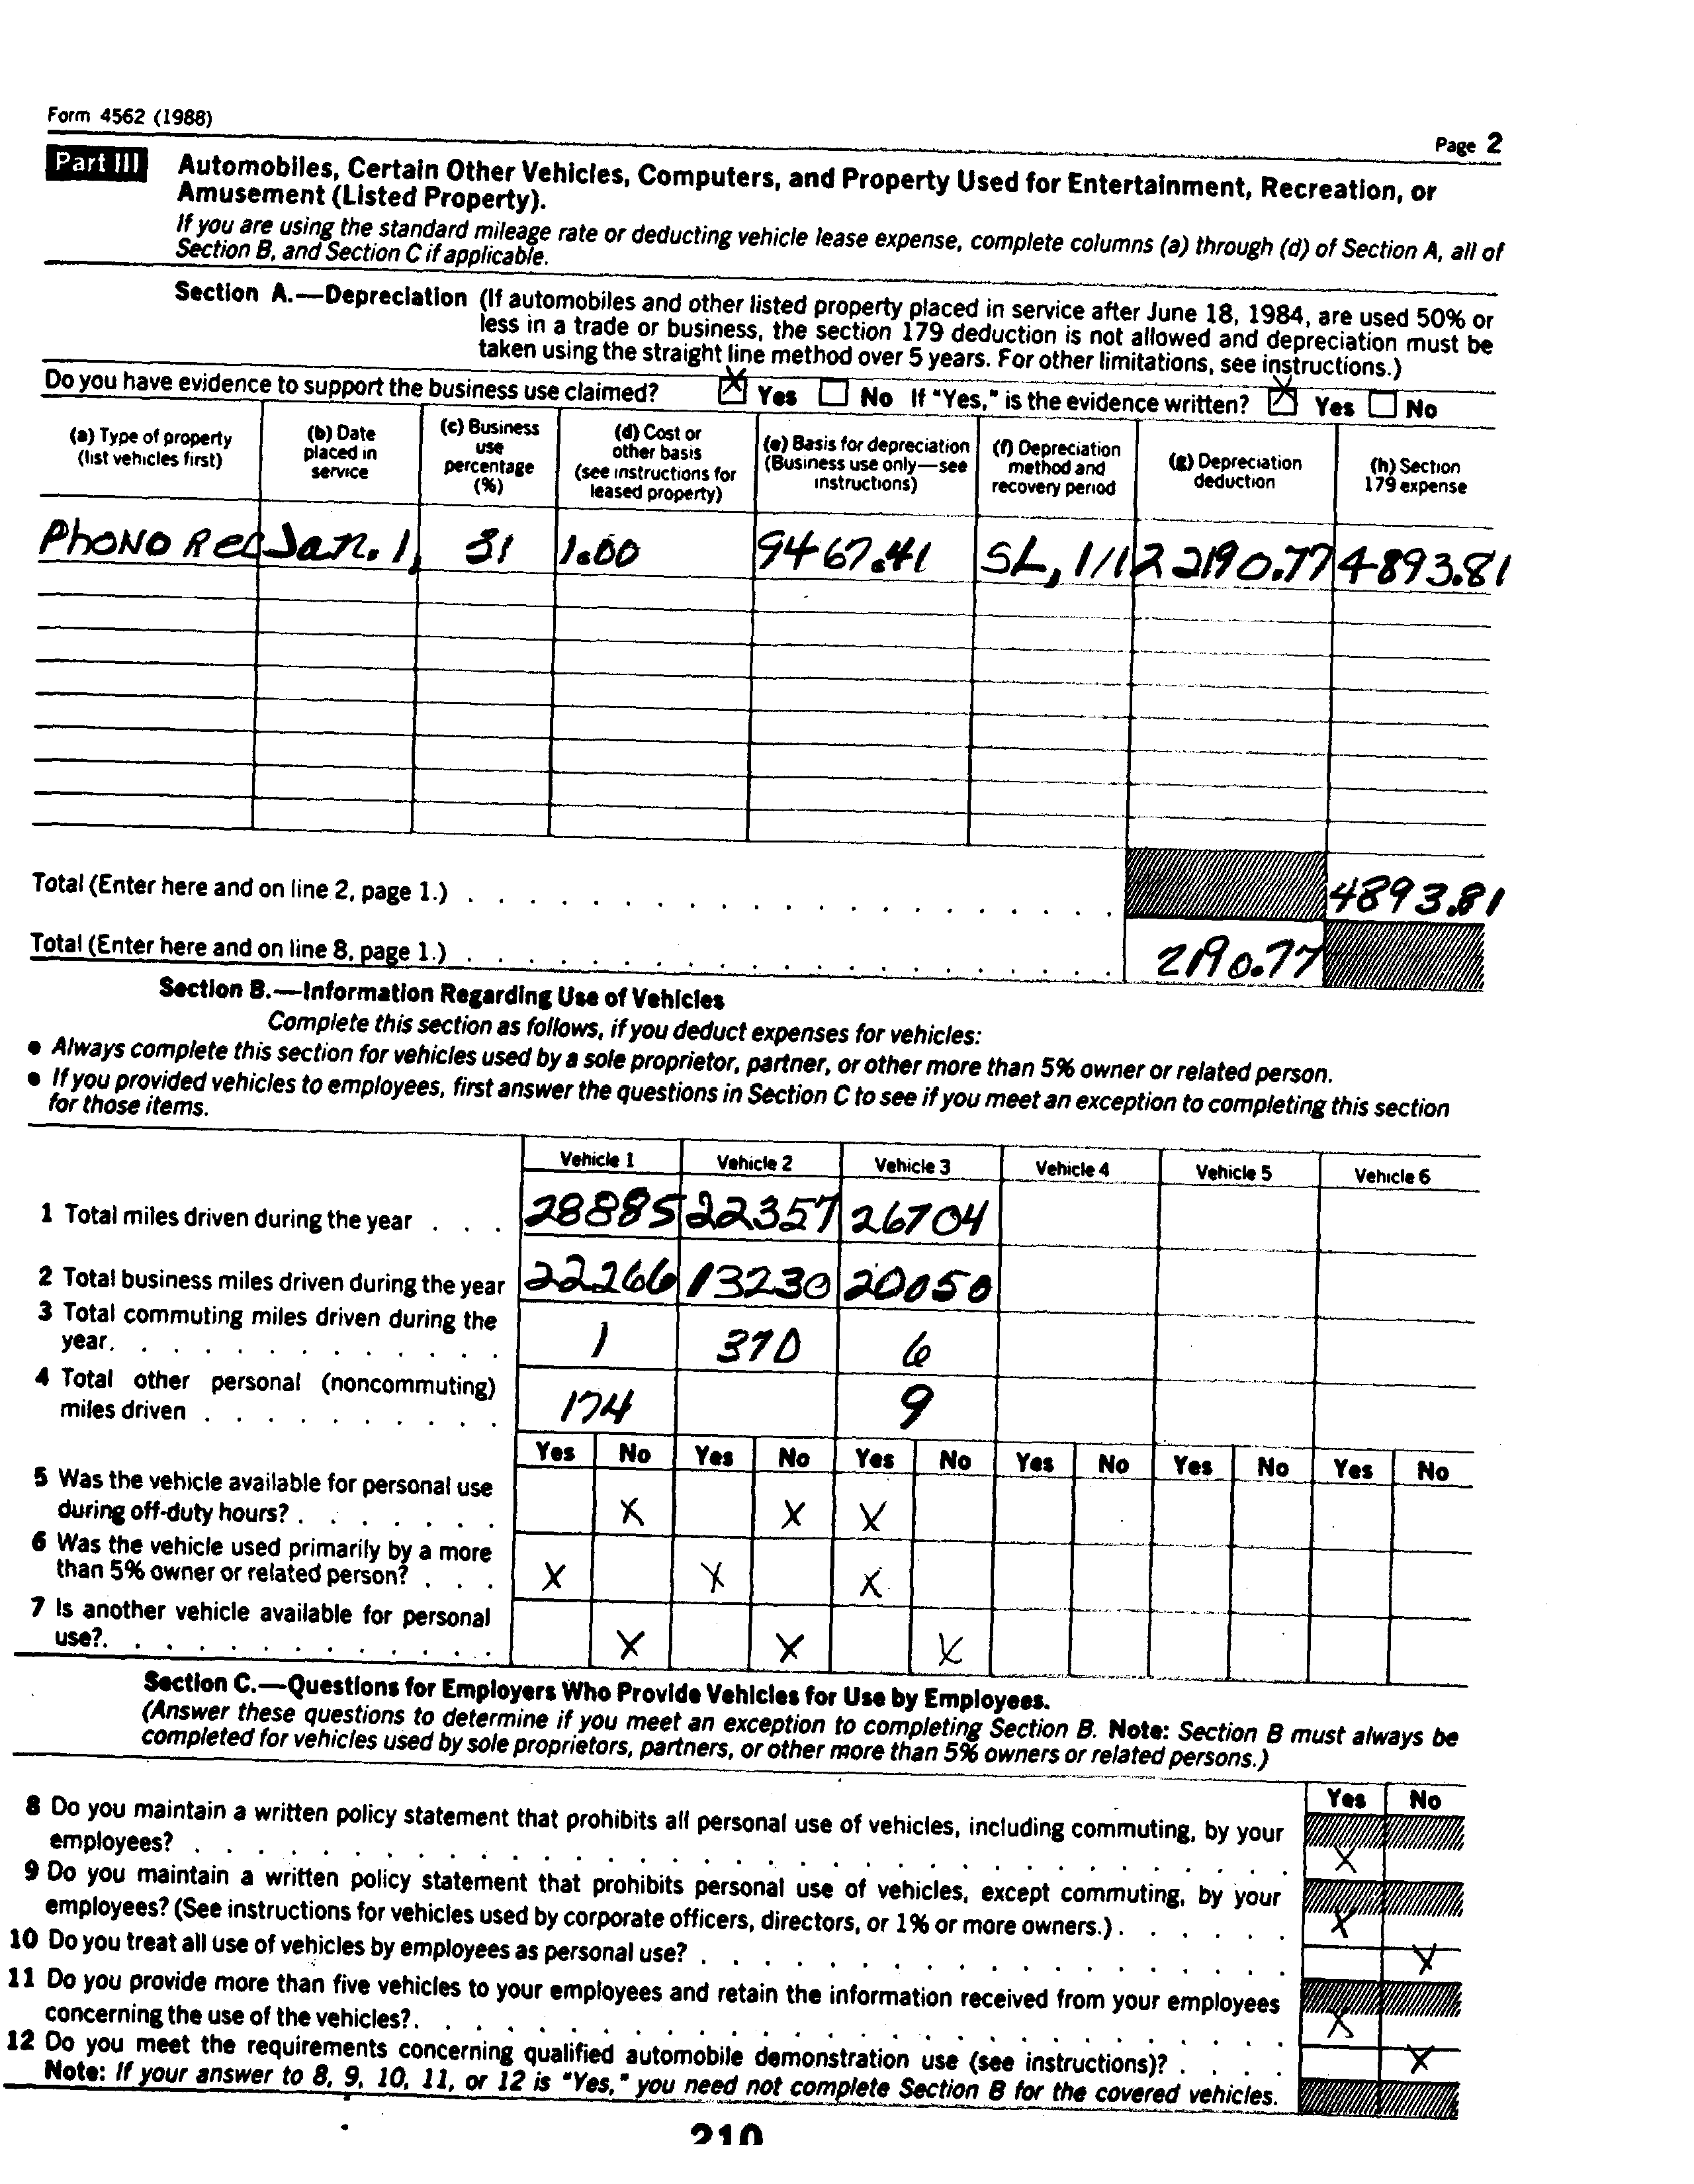 Form 4562 (1988)
Page 2
Part III Automobiles, Certain Other Vehicles, Computers, and Property Used for Entertainment, Recreation, or
Amusement (Listed Property).
If you are using the standard mileage rate or deducting vehicle lease expense, complete columns (a) through (d) of Section A, all of
Section B, and Section C if applicable.
Section A.—Depreciation (If automobiles and other listed property placed in service after June 18, 1984, are used 50% or
less in a trade or business, the section 179 deduction is not allowed and depreciation must be
taken using the straight line method over 5 years. For other limitations, see instructions.)
Do you have evidence to support the business use claimed? X Yes No If "Yes," is the evidence written? X Yes No
(a) Type of property
(list vehicles first)
(b) Date
placed in
service
(c) Business
use
percentage
(%)
(d) Cost or
other basis
(see instructions for
leased property)
(e) Basis for depreciation
(Business use only—see
instructions)
(f) Depreciation
method and
recovery period
(g) Depreciation
deduction
(h) Section
179 expense
PHONO REC Jan. 1, 31 1.00 9467.41 SL, 1/12 2190.77 4893.81
Total (Enter here and on line 2, page 1.) 4893.81
Total (Enter here and on line 8, page 1.) 2190.77
Section B.—Information Regarding Use of Vehicles
Complete this section as follows, if you deduct expenses for vehicles:
● Always complete this section for vehicles used by a sole proprietor, partner, or other more than 5% owner or related person.
● If you provided vehicles to employees, first answer the questions in Section C to see if you meet an exception to completing this section
for those items.
Vehicle 1 Vehicle 2 Vehicle 3 Vehicle 4 Vehicle 5 Vehicle 6
1 Total miles driven during the year . . . 28885 22357 26704
2 Total business miles driven during the year 22266 13230 20050
3 Total commuting miles driven during the
year. . . . . . . . . . . . . 1 370 6
4 Total other personal (noncommuting)
miles driven . . . . . . . . . . 174 9
Yes No Yes No Yes No Yes No Yes No Yes No
5 Was the vehicle available for personal use
during off-duty hours? . . . . . . . X X X
6 Was the vehicle used primarily by a more
than 5% owner or related person? . . . X X X
7 Is another vehicle available for personal
use?. . . . . . . . . . . . . X X X
Section C.—Questions for Employers Who Provide Vehicles for Use by Employees.
(Answer these questions to determine if you meet an exception to completing Section B. Note: Section B must always be
completed for vehicles used by sole proprietors, partners, or other more than 5% owners or related persons.)
Yes No
8 Do you maintain a written policy statement that prohibits all personal use of vehicles, including commuting, by your
employees? X
9 Do you maintain a written policy statement that prohibits personal use of vehicles, except commuting, by your
employees? (See instructions for vehicles used by corporate officers, directors, or 1% or more owners.) . . . . . . X
10 Do you treat all use of vehicles by employees as personal use? X
11 Do you provide more than five vehicles to your employees and retain the information received from your employees
concerning the use of the vehicles?. X
12 Do you meet the requirements concerning qualified automobile demonstration use (see instructions)? . . . . X
Note: If your answer to 8, 9, 10, 11, or 12 is "Yes," you need not complete Section B for the covered vehicles.
210